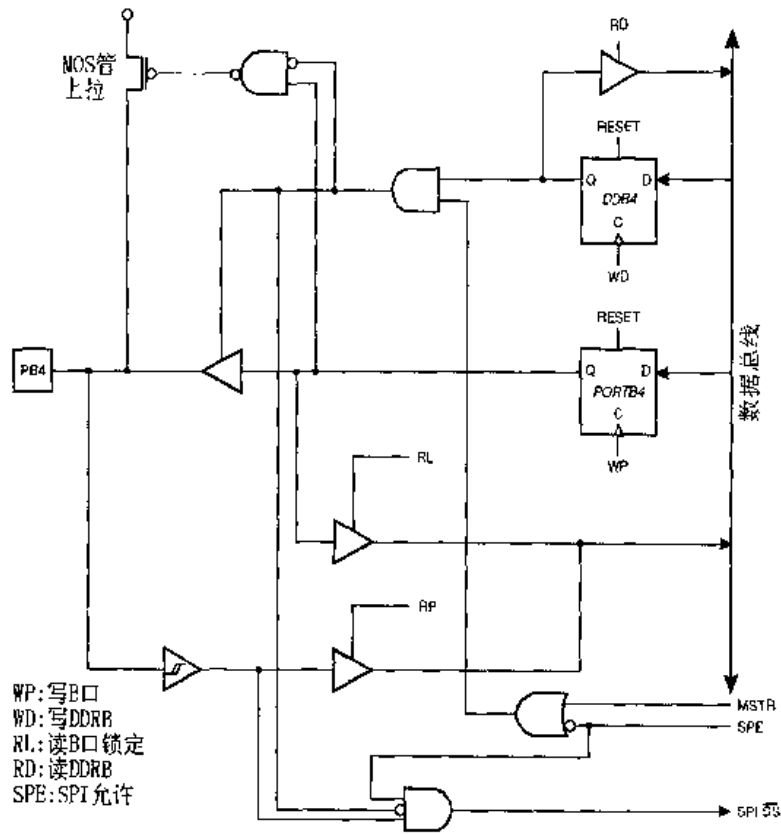 MOS管
上拉
RD
RESET
Q
D
DDB4
C
WD
RESET
PB4
Q
D
PORTB4
C
WP
数据总线
RL
RP
WP:写B口
WD:写DDRB
RL:读B口锁定
RD:读DDRB
SPE:SPI允许
MSTR
SPE
SPI SS